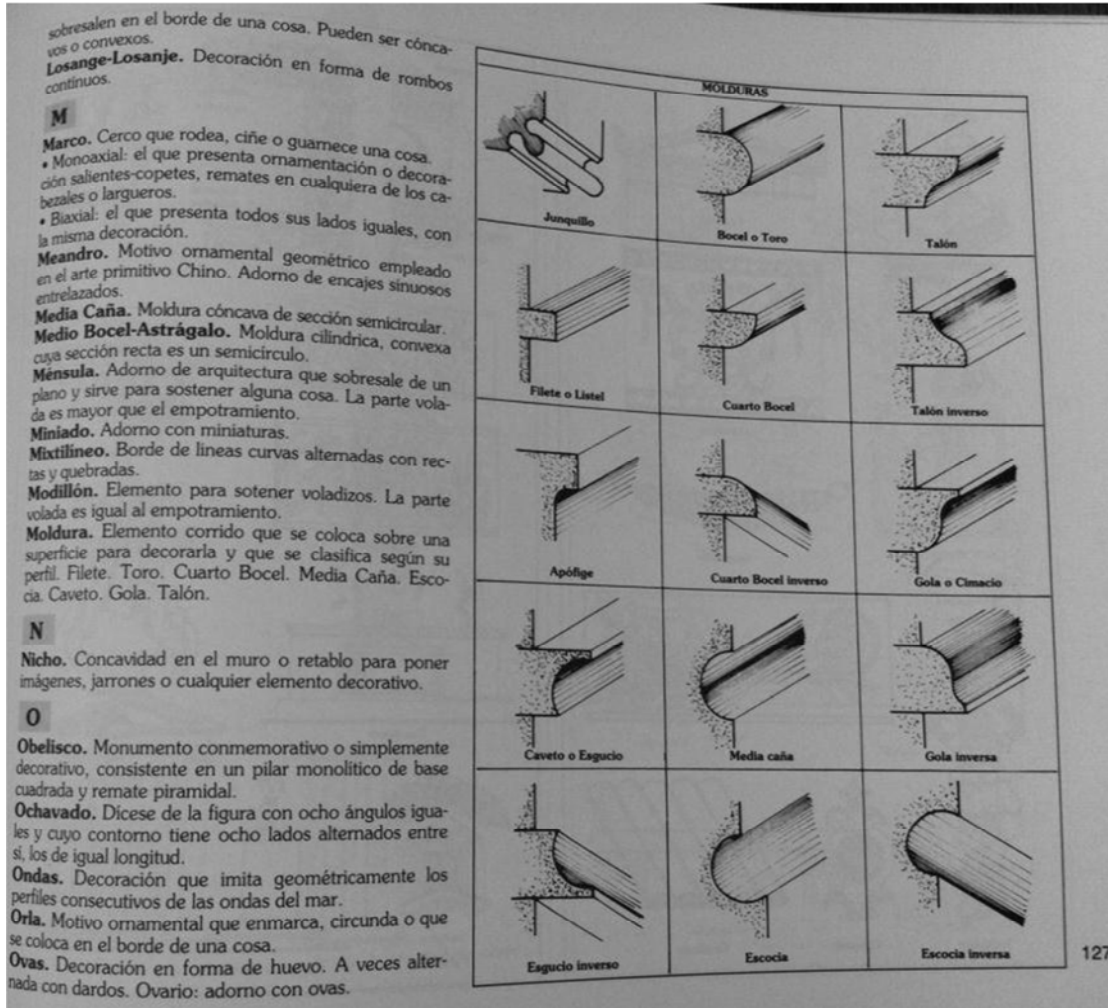 sobresalen en el borde de una cosa. Pueden ser cónca-
vos o convexos.
Losange-Losanje. Decoración en forma de rombos
continuos.
M
Marco. Cerco que rodea, ciñe o guarnece una cosa.
• Monoaxial: el que presenta ornamentación o decora-
ción salientes-copetes, remates en cualquiera de los ca-
bezales o largueros.
• Biaxial: el que presenta todos sus lados iguales, con
la misma decoración.
Meandro. Motivo ornamental geométrico empleado
en el arte primitivo Chino. Adorno de encajes sinuosos
entrelazados.
Media Caña. Moldura cóncava de sección semicircular.
Medio Bocel-Astrágalo. Moldura cilíndrica, convexa
cuya sección recta es un semicírculo.
Ménsula. Adorno de arquitectura que sobresale de un
plano y sirve para sostener alguna cosa. La parte vola-
da es mayor que el empotramiento.
Miniado. Adorno con miniaturas.
Mixtilíneo. Borde de lineas curvas alternadas con rec-
tas y quebradas.
Modillón. Elemento para sotener voladizos. La parte
volada es igual al empotramiento.
Moldura. Elemento corrido que se coloca sobre una
superficie para decorarla y que se clasifica según su
perfil. Filete. Toro. Cuarto Bocel. Media Caña. Esco-
cia. Caveto. Gola. Talón.
N
Nicho. Concavidad en el muro o retablo para poner
imágenes, jarrones o cualquier elemento decorativo.
O
Obelisco. Monumento conmemorativo o simplemente
decorativo, consistente en un pilar monolítico de base
cuadrada y remate piramidal.
Ochavado. Dícese de la figura con ocho ángulos igua-
les y cuyo contorno tiene ocho lados alternados entre
sí, los de igual longitud.
Ondas. Decoración que imita geométricamente los
perfiles consecutivos de las ondas del mar.
Orla. Motivo ornamental que enmarca, circunda o que
se coloca en el borde de una cosa.
Ovas. Decoración en forma de huevo. A veces alter-
nada con dardos. Ovario: adorno con ovas.
MOLDURAS
Junquillo
Bocel o Toro
Talón
Filete o Listel
Cuarto Bocel
Talón inverso
Apófige
Cuarto Bocel inverso
Gola o Cimacio
Caveto o Esgucio
Media caña
Gola inversa
Esgucio inverso
Escocia
Escocia inversa
127